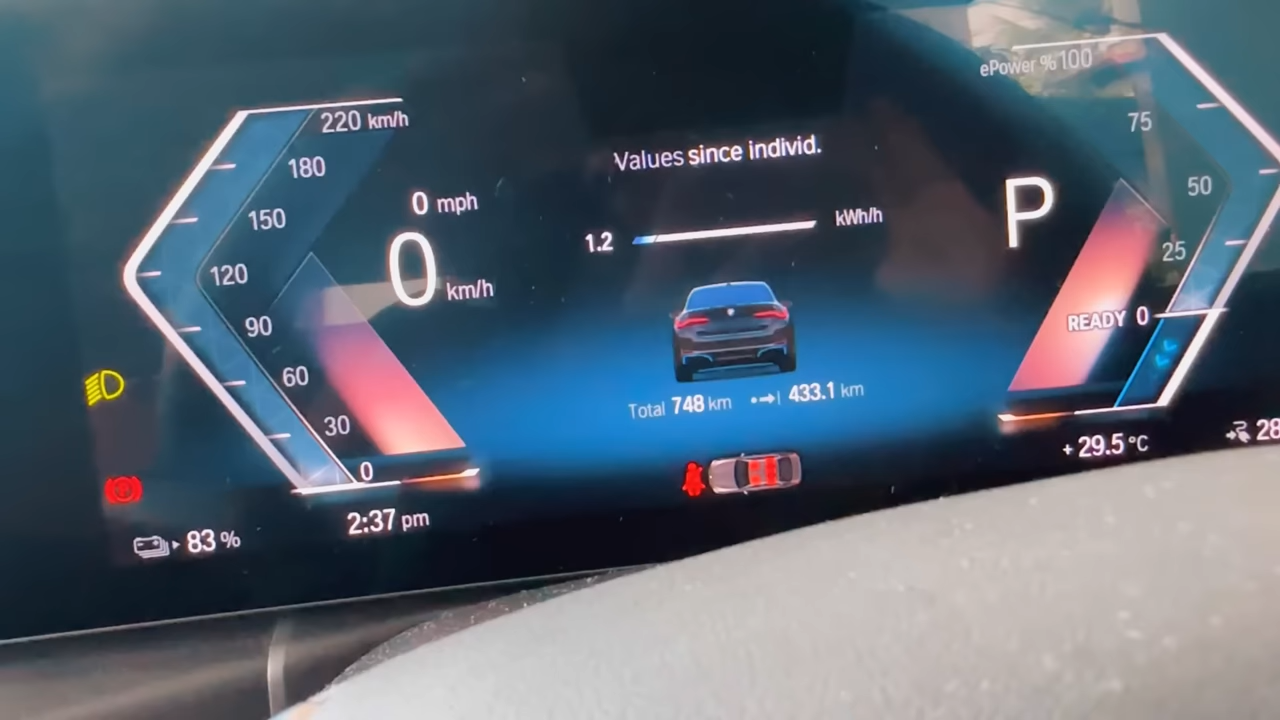 220 km/h
180
150
120
90
60
30
0
0 mph
0 km/h
Values since individ.
1.2 kWh/h
Total 748 km 433.1 km
ePower % 100
75
50
25
READY 0
P
83 %
2:37 pm
+29.5 °C
28